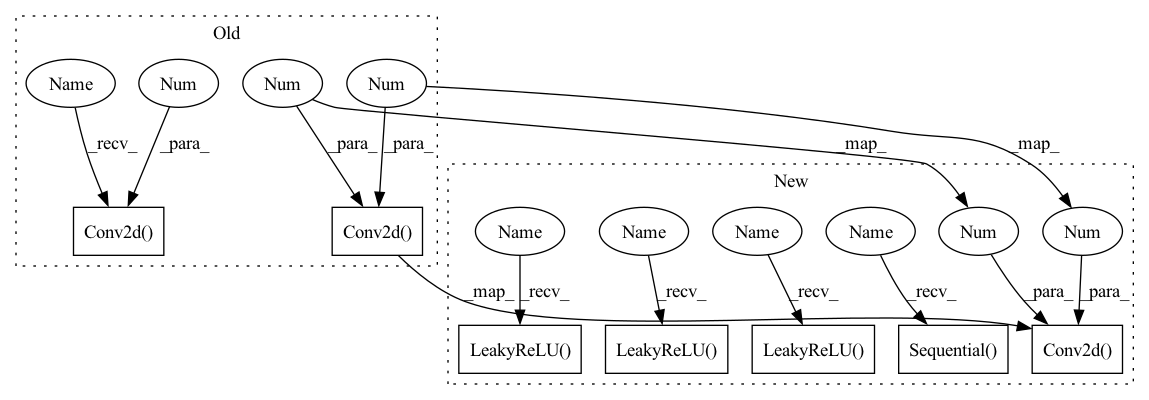 Old
Name Num Num Num
_recv_ _para_ _para_ _para_ _map_ _map_
New
Conv2d() Conv2d() Name Name Name Name Num Num
_map_ _recv_ _recv_ _recv_ _recv_ _para_ _para_
LeakyReLU() LeakyReLU() LeakyReLU() Sequential() Conv2d()